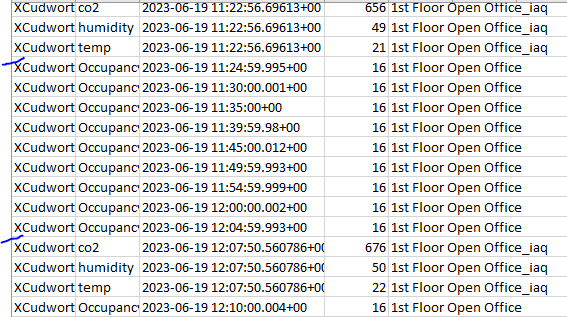 XCudwort co2 2023-06-19 11:22:56.69613+00 656 1st Floor Open Office_iaq
XCudwort humidity 2023-06-19 11:22:56.69613+00 49 1st Floor Open Office_iaq
XCudwort temp 2023-06-19 11:22:56.69613+00 21 1st Floor Open Office_iaq
XCudwort Occupancy 2023-06-19 11:24:59.995+00 16 1st Floor Open Office
XCudwort Occupancy 2023-06-19 11:30:00.001+00 16 1st Floor Open Office
XCudwort Occupancy 2023-06-19 11:35:00+00 16 1st Floor Open Office
XCudwort Occupancy 2023-06-19 11:39:59.98+00 16 1st Floor Open Office
XCudwort Occupancy 2023-06-19 11:45:00.012+00 16 1st Floor Open Office
XCudwort Occupancy 2023-06-19 11:49:59.993+00 16 1st Floor Open Office
XCudwort Occupancy 2023-06-19 11:54:59.999+00 16 1st Floor Open Office
XCudwort Occupancy 2023-06-19 12:00:00.002+00 16 1st Floor Open Office
XCudwort Occupancy 2023-06-19 12:04:59.993+00 16 1st Floor Open Office
XCudwort co2 2023-06-19 12:07:50.560786+00 676 1st Floor Open Office_iaq
XCudwort humidity 2023-06-19 12:07:50.560786+00 50 1st Floor Open Office_iaq
XCudwort temp 2023-06-19 12:07:50.560786+00 22 1st Floor Open Office_iaq
XCudwort Occupancy 2023-06-19 12:10:00.004+00 16 1st Floor Open Office